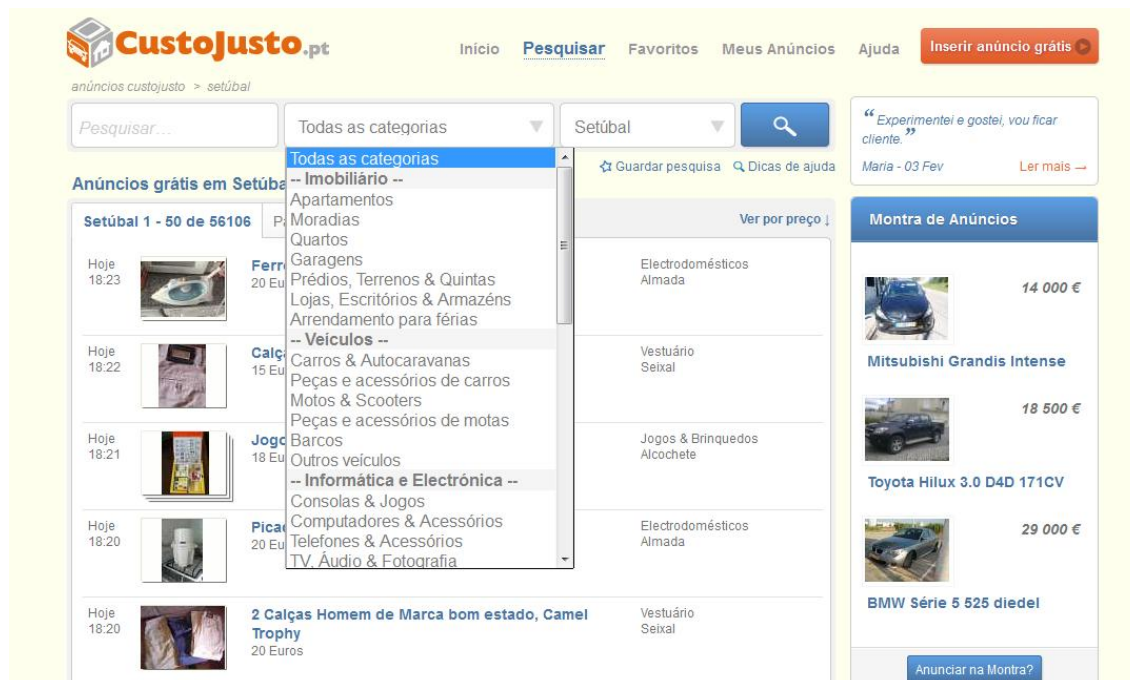 CustoJusto.pt
Início Pesquisar Favoritos Meus Anúncios Ajuda Inserir anúncio grátis
anúncios custojusto > setúbal
Pesquisar... Todas as categorias Setúbal
Todas as categorias
-- Imobiliário --
Apartamentos
Moradias
Quartos
Garagens
Prédios, Terrenos & Quintas
Lojas, Escritórios & Armazéns
Arrendamento para férias
-- Veículos --
Carros & Autocaravanas
Peças e acessórios de carros
Motos & Scooters
Peças e acessórios de motas
Barcos
Outros veículos
-- Informática e Electrónica --
Consolas & Jogos
Computadores & Acessórios
Telefones & Acessórios
TV, Áudio & Fotografia
Guardar pesquisa Dicas de ajuda
Anúncios grátis em
Setúbal 1 - 50 de 56106
Ver por preço ↓
Hoje
18:23
20
Electrodomésticos
Almada
Hoje
18:22
15
Vestuário
Seixal
Hoje
18:21
18
Jogos & Brinquedos
Alcochete
Hoje
18:20
20
Electrodomésticos
Almada
Hoje
18:20
2 Calças Homem de Marca bom estado, Camel
Trophy
20 Euros
Vestuário
Seixal
“Experimentei e gostei, vou ficar
cliente.”
Maria - 03 Fev Ler mais →
Montra de Anúncios
14 000 €
Mitsubishi Grandis Intense
18 500 €
Toyota Hilux 3.0 D4D 171CV
29 000 €
BMW Série 5 525 diedel
Anunciar na Montra?